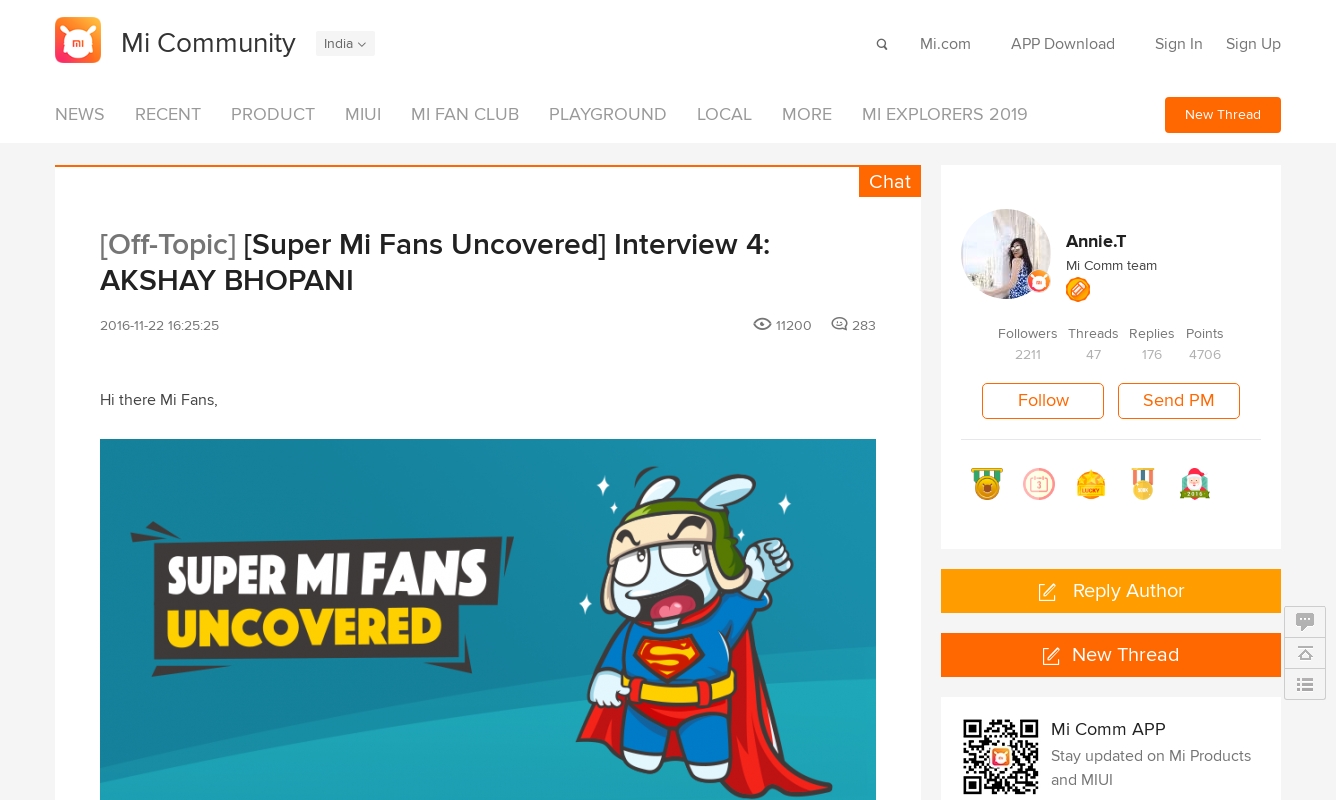 Mi Community
India
Mi.com
APP Download
Sign In
Sign Up
NEWS
RECENT
PRODUCT
MIUI
MI FAN CLUB
PLAYGROUND
LOCAL
MORE
MI EXPLORERS 2019
New Thread
Chat
[Off-Topic] [Super Mi Fans Uncovered] Interview 4:
AKSHAY BHOPANI
2016-11-22 16:25:25
11200
283
Hi there Mi Fans,
SUPER MI FANS
UNCOVERED
Annie.T
Mi Comm team
Followers Threads Replies Points
2211 47 176 4706
Follow
Send PM
3
LUCKY
2016
Reply Author
New Thread
Mi Comm APP
Stay updated on Mi Products
and MIUI